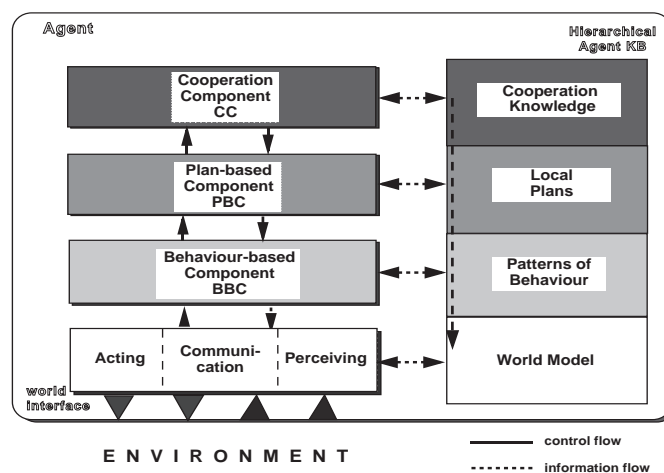 Agent
Hierarchical
Agent KB
Cooperation
Component
CC
Cooperation
Knowledge
Plan-based
Component
PBC
Local
Plans
Behaviour-based
Component
BBC
Patterns of
Behaviour
Acting
Communi-
cation
Perceiving
World Model
world
interface
E N V I R O N M E N T
control flow
information flow